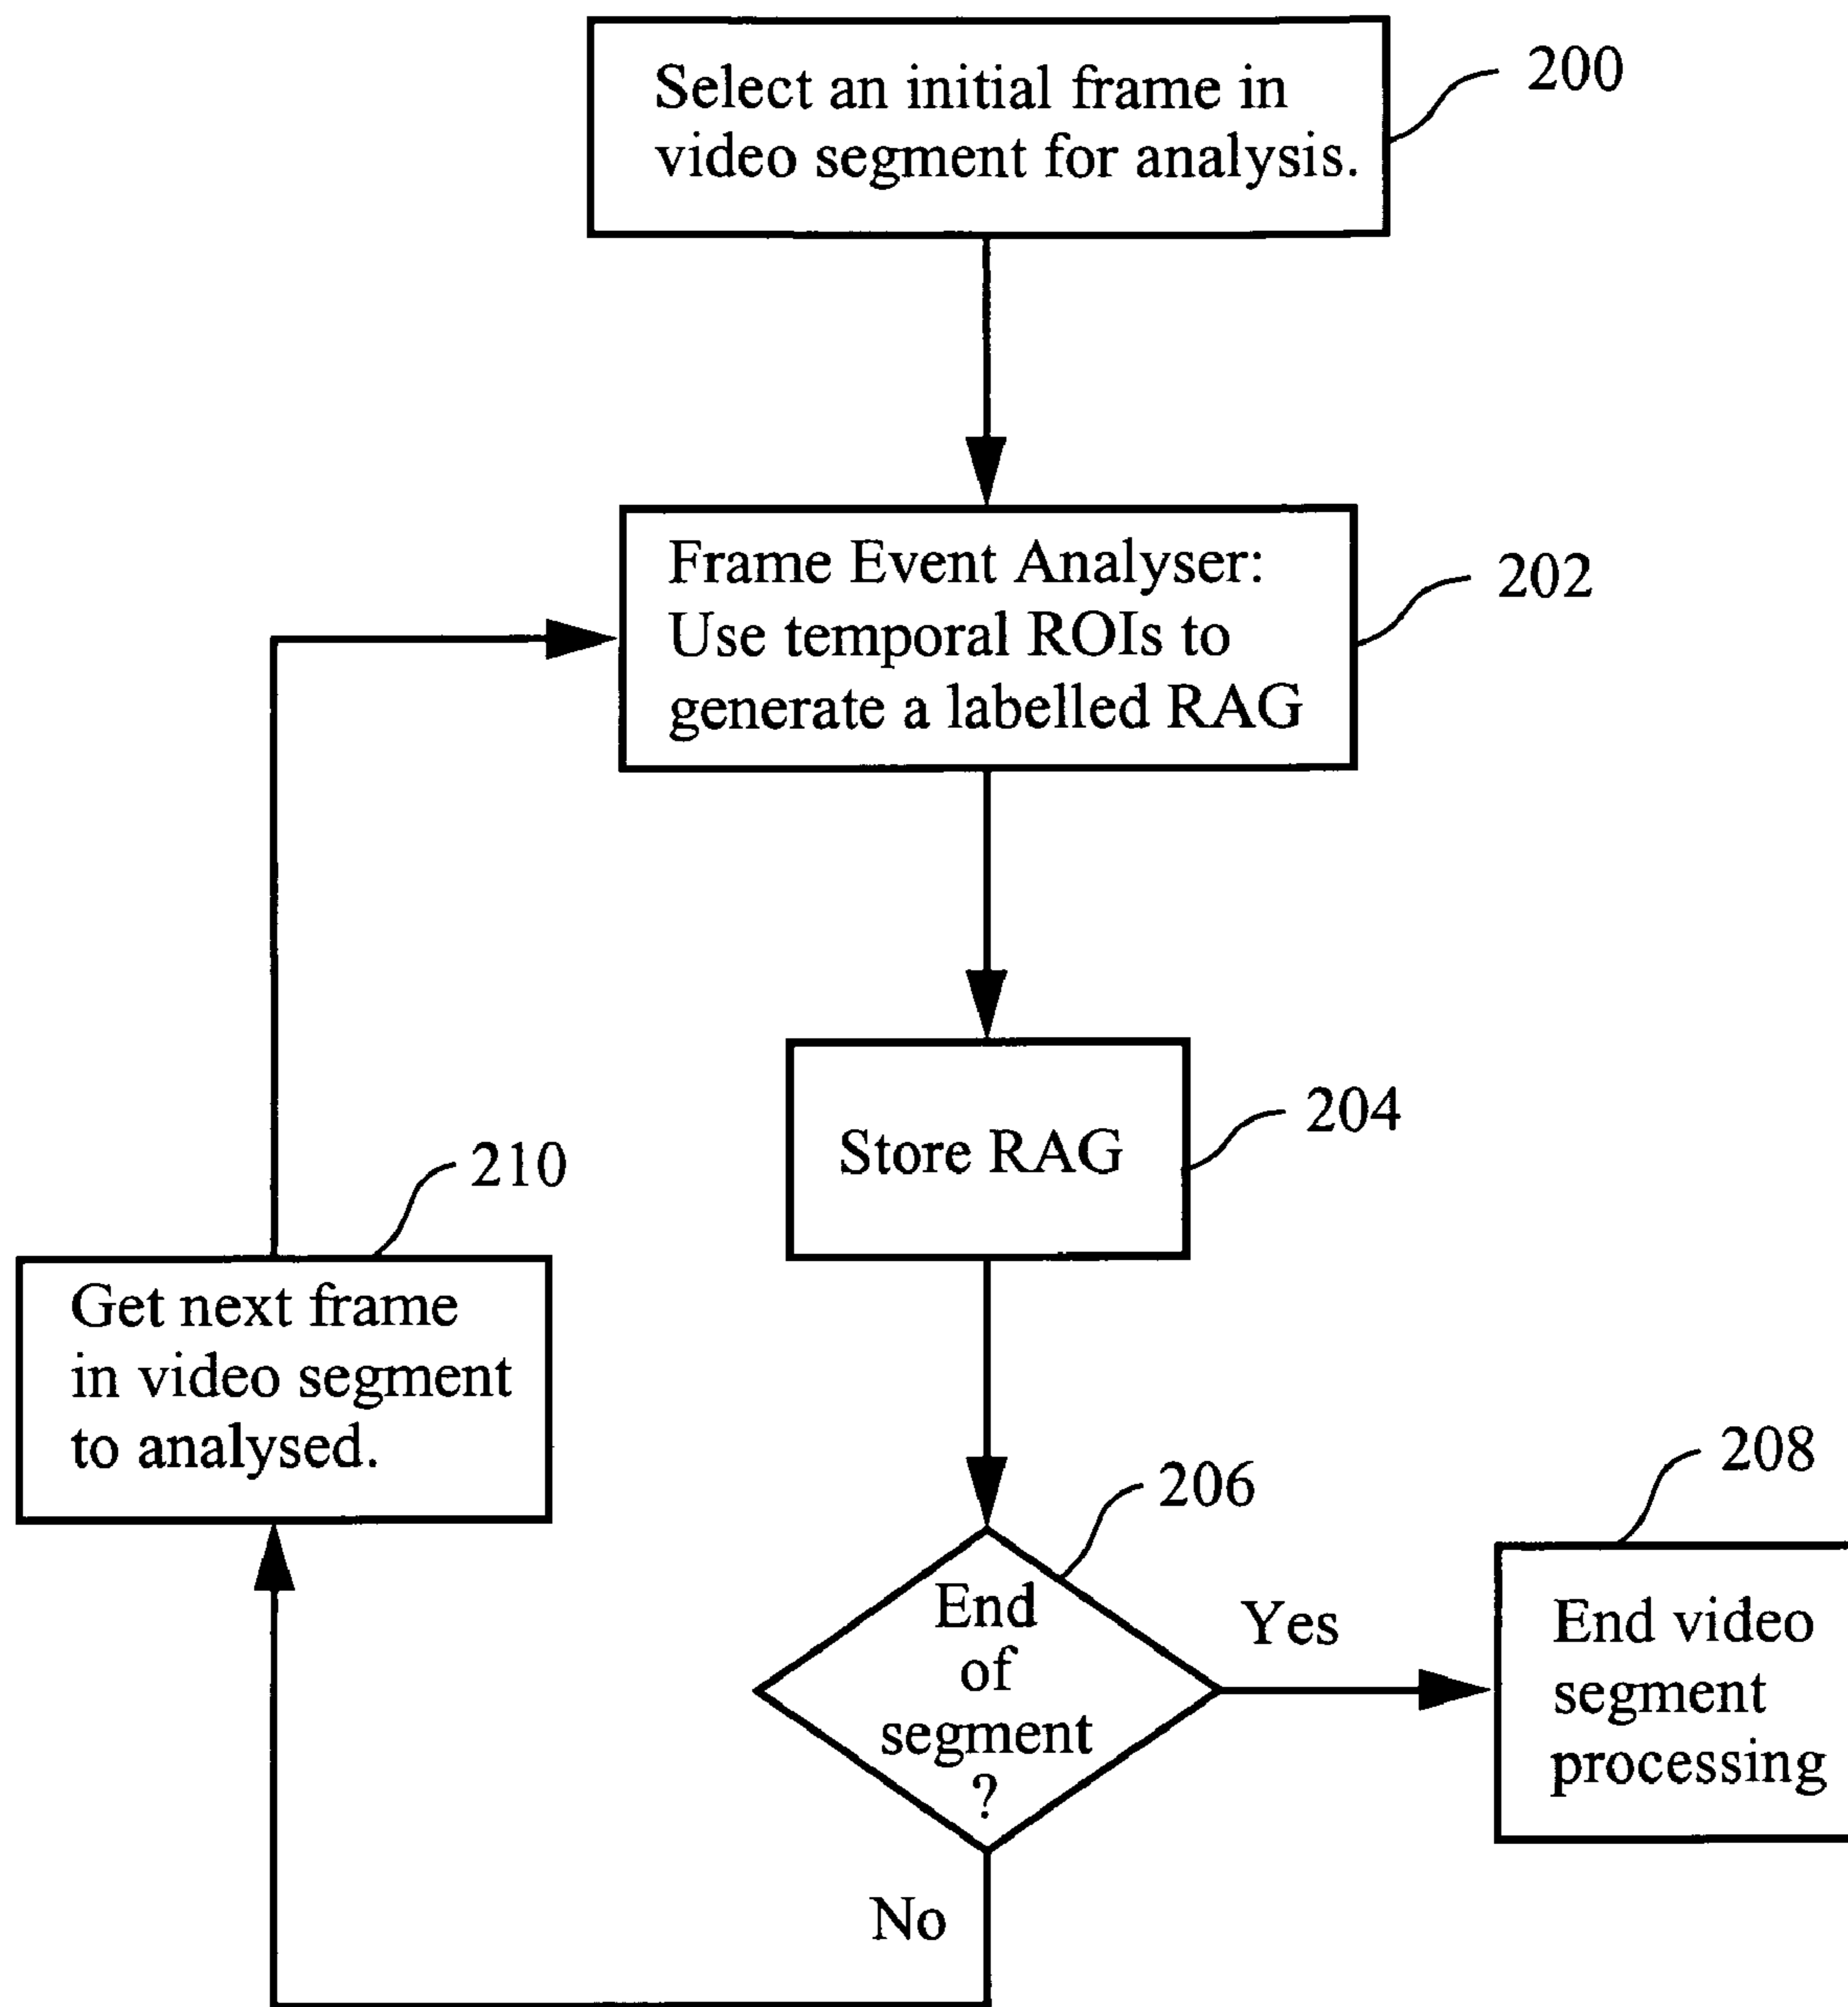 Select an initial frame in
video segment for analysis.
200
Frame Event Analyser:
Use temporal ROIs to
generate a labelled RAG
202
Store RAG
204
210
Get next frame
in video segment
to analysed.
206
End
of
segment
?
Yes
No
208
End video
segment
processing